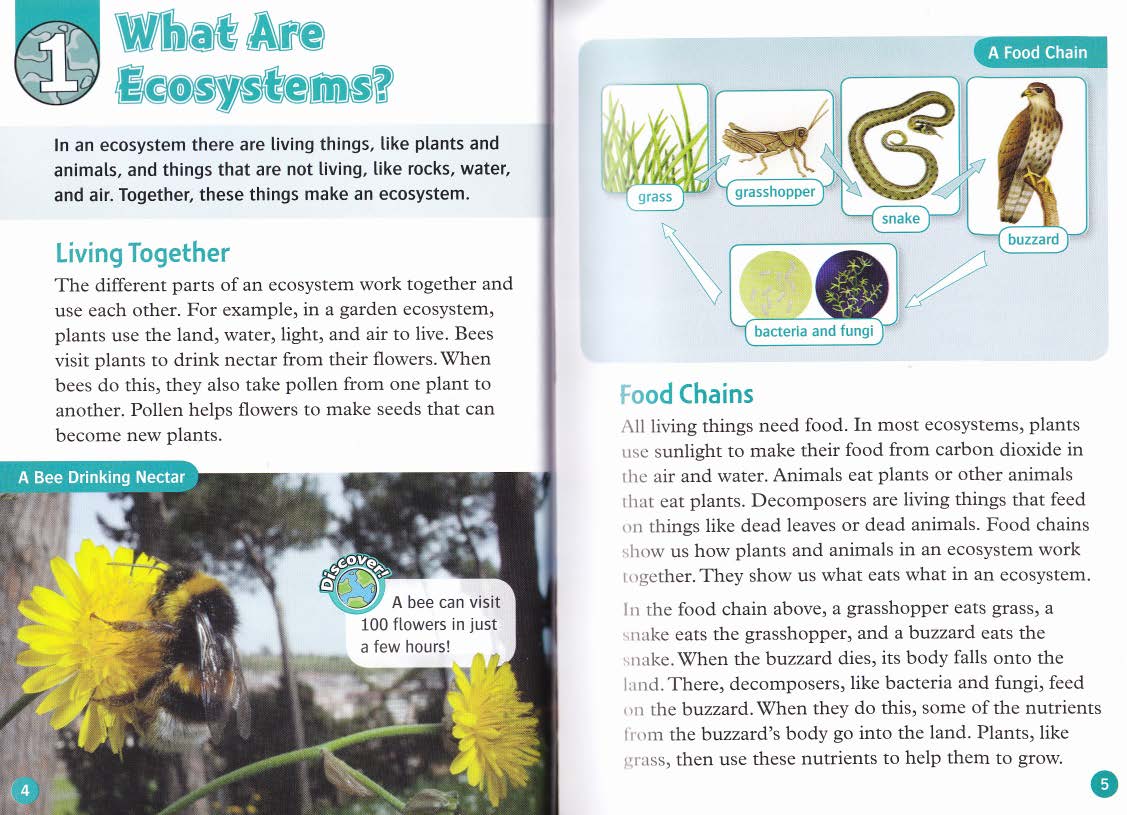 1
What Are
Ecosystems?
In an ecosystem there are living things, like plants and
animals, and things that are not living, like rocks, water,
and air. Together, these things make an ecosystem.
Living Together
The different parts of an ecosystem work together and
use each other. For example, in a garden ecosystem,
plants use the land, water, light, and air to live. Bees
visit plants to drink nectar from their flowers. When
bees do this, they also take pollen from one plant to
another. Pollen helps flowers to make seeds that can
become new plants.
A Bee Drinking Nectar
Discover!
A bee can visit
100 flowers in just
a few hours!
4
A Food Chain
grass
grasshopper
snake
buzzard
bacteria and fungi
Food Chains
All living things need food. In most ecosystems, plants
use sunlight to make their food from carbon dioxide in
the air and water. Animals eat plants or other animals
that eat plants. Decomposers are living things that feed
on things like dead leaves or dead animals. Food chains
show us how plants and animals in an ecosystem work
together. They show us what eats what in an ecosystem.
In the food chain above, a grasshopper eats grass, a
snake eats the grasshopper, and a buzzard eats the
snake. When the buzzard dies, its body falls onto the
land. There, decomposers, like bacteria and fungi, feed
on the buzzard. When they do this, some of the nutrients
from the buzzard's body go into the land. Plants, like
grass, then use these nutrients to help them to grow.
5